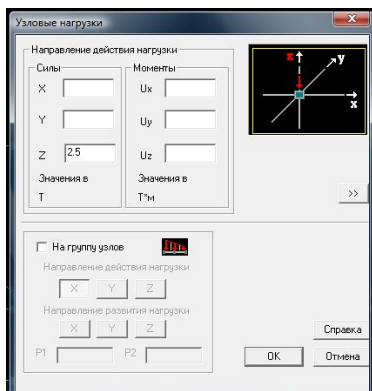 Узловые нагрузки
Направление действия нагрузки
Силы
Моменты
X
Ux
Y
Uy
Z 2.5
Uz
Значения в
Т
Значения в
Т*м
z
y
x
>>
На группу узлов
Направление действия нагрузки
X Y Z
Направление развития нагрузки
X Y Z
P1
P2
Справка
OK
Отмена